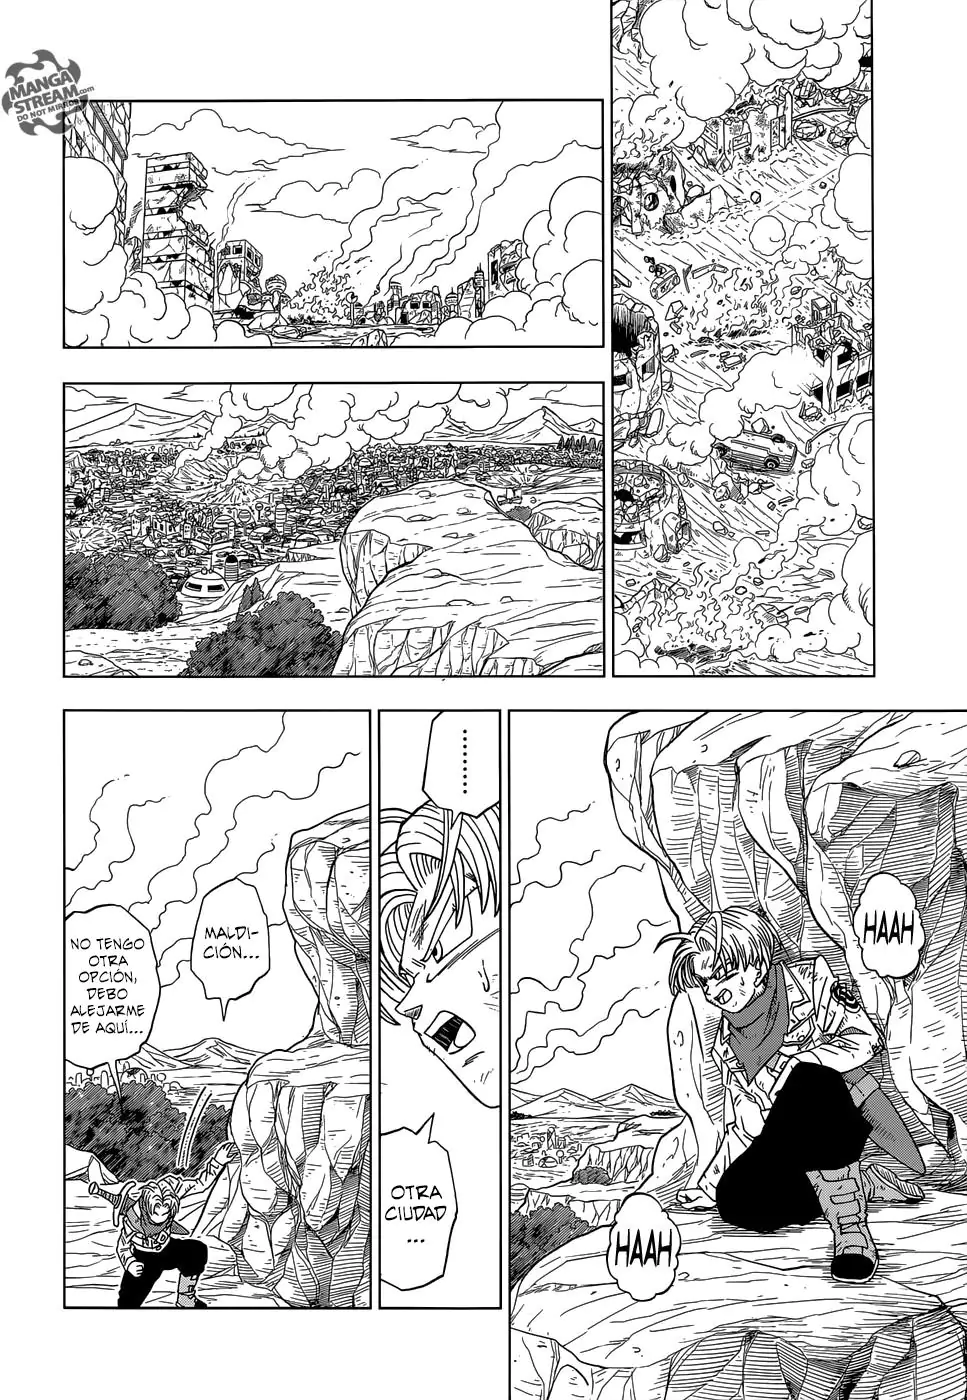 MANGA
STREAM.com
DO NOT MIRROR
HAAH
HAAH
........
OTRA
CIUDAD
...
MALDI-
CIÓN...
NO TENGO
OTRA
OPCIÓN,
DEBO
ALEJARME
DE AQUÍ...